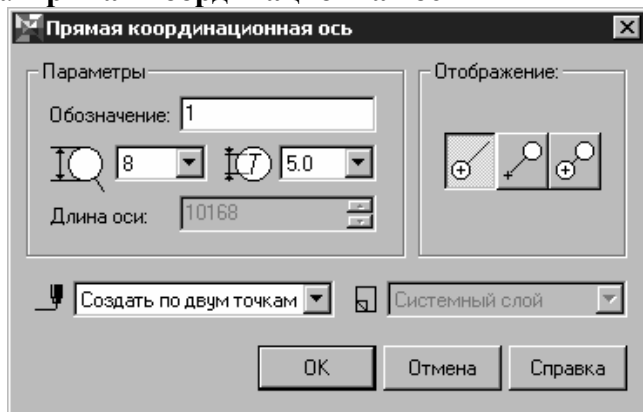 Прямая координационная ось
Параметры
Отображение:
Обозначение: 1
8 T 5.0
Длина оси: 10168
Создать по двум точкам Системный слой
OK Отмена Справка